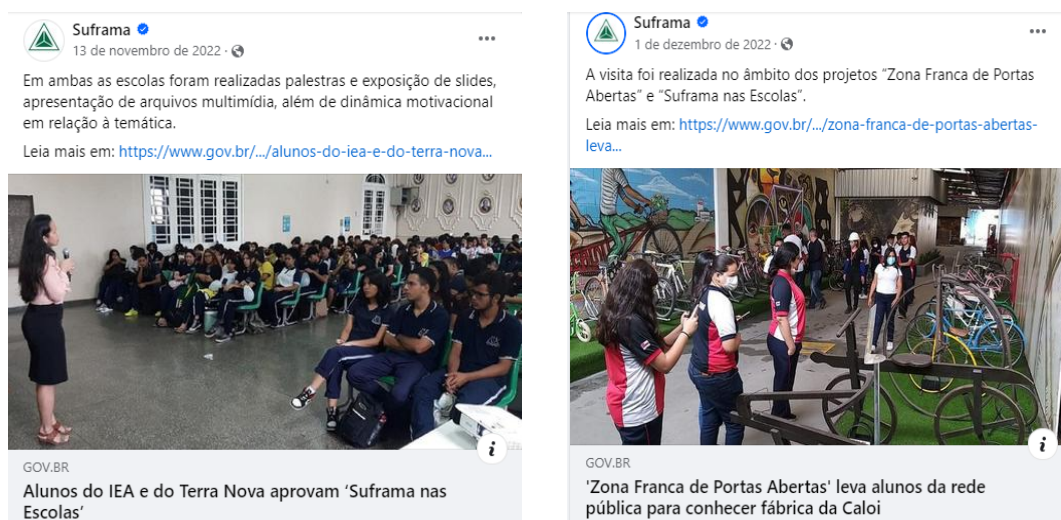 Suframa
13 de novembro de 2022
Em ambas as escolas foram realizadas palestras e exposição de slides,
apresentação de arquivos multimídia, além de dinâmica motivacional
em relação à temática.
Leia mais em: https://www.gov.br/.../alunos-do-iea-e-do-terra-nova...
GOV.BR
Alunos do IEA e do Terra Nova aprovam ‘Suframa nas
Escolas’
Suframa
1 de dezembro de 2022
A visita foi realizada no âmbito dos projetos “Zona Franca de Portas
Abertas” e “Suframa nas Escolas”.
Leia mais em: https://www.gov.br/.../zona-franca-de-portas-abertas-
leva...
GOV.BR
'Zona Franca de Portas Abertas' leva alunos da rede
pública para conhecer fábrica da Caloi